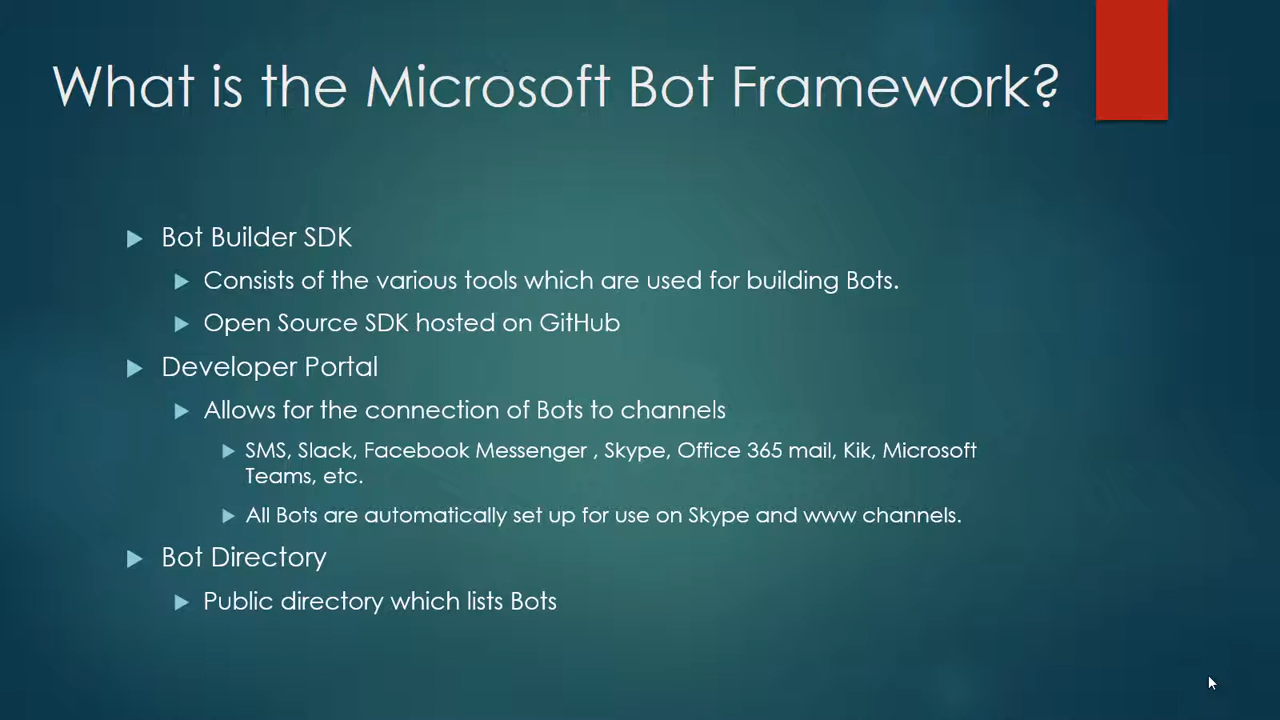 What is the Microsoft Bot Framework?
Bot Builder SDK
Consists of the various tools which are used for building Bots.
Open Source SDK hosted on GitHub
Developer Portal
Allows for the connection of Bots to channels
SMS, Slack, Facebook Messenger , Skype, Office 365 mail, Kik, Microsoft
Teams, etc.
All Bots are automatically set up for use on Skype and www channels.
Bot Directory
Public directory which lists Bots